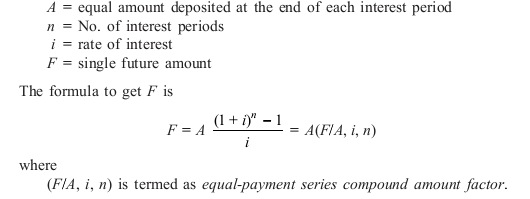 A = equal amount deposited at the end of each interest period
n = No. of interest periods
i = rate of interest
F = single future amount
The formula to get F is
F = A \frac{(1 + i)^n − 1}{i} = A(F/A, i, n)
where
(F/A, i, n) is termed as equal-payment series compound amount factor.